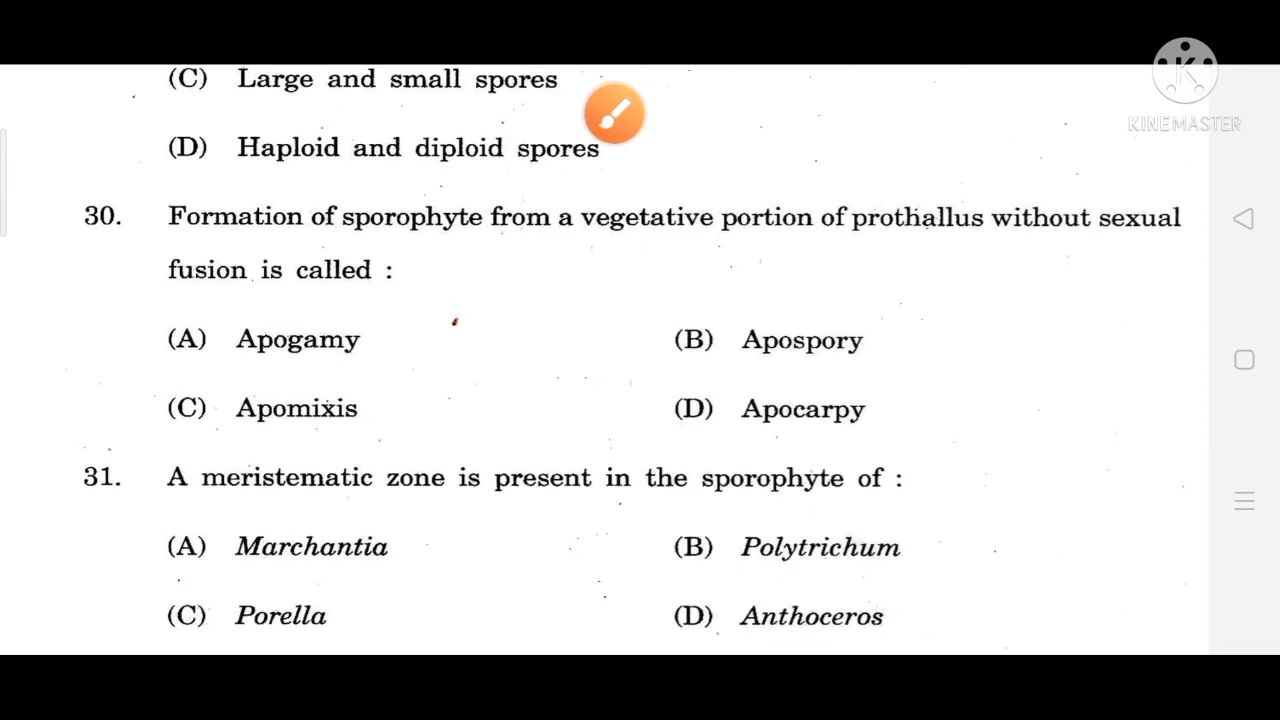 (C) Large and small spores
K
KINEMASTER
(D) Haploid and diploid spores
30. Formation of sporophyte from a vegetative portion of prothallus without sexual
fusion is called :
(A) Apogamy (B) Apospory
(C) Apomixis (D) Apocarpy
31. A meristematic zone is present in the sporophyte of :
(A) Marchantia (B) Polytrichum
(C) Porella (D) Anthoceros